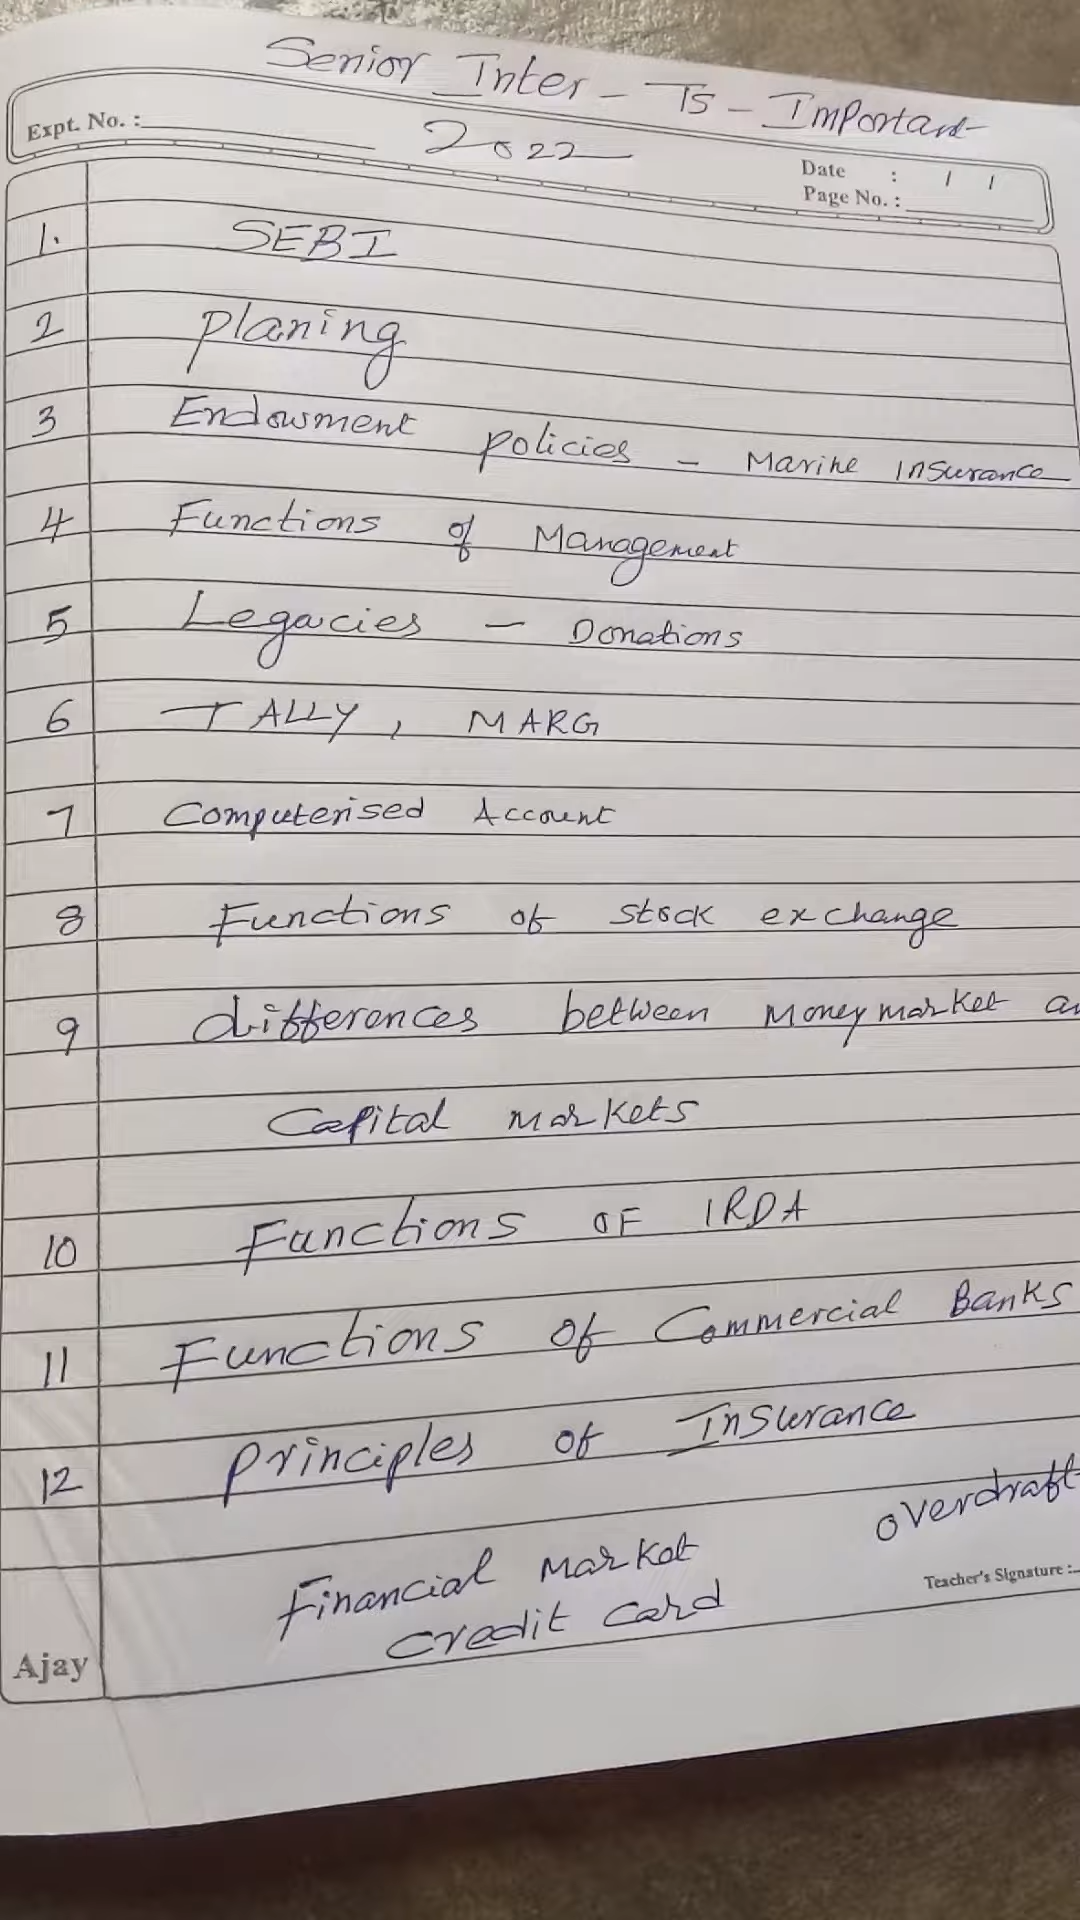 Senior Inter - TS - Important
2022
Expt. No. :
Date : / /
Page No. :
1. SEBI
2 planing
3 Endowment policies - Marine Insurance
4 Functions of Management
5 Legacies - Donations
6 TALLY, MARG
7 Computerised Account
8 Functions of stock exchange
9 differences between Money market
Capital markets
10 Functions OF IRDA
11 Functions of Commercial Banks
12 principles of Insurance
overdraft
Financial market
credit card
Teacher's Signature :
Ajay